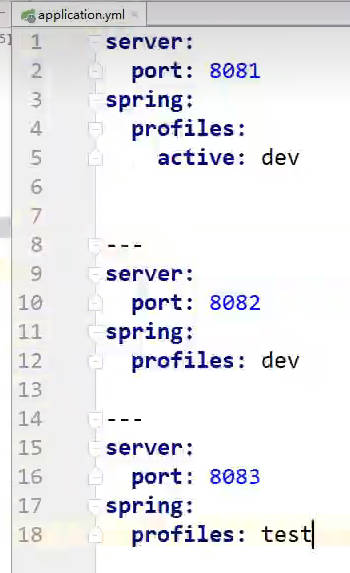 application.yml
5]
1 server:
2   port: 8081
3 spring:
4   profiles:
5     active: dev
6
7
8 ---
9 server:
10   port: 8082
11 spring:
12   profiles: dev
13
14 ---
15 server:
16   port: 8083
17 spring:
18   profiles: test